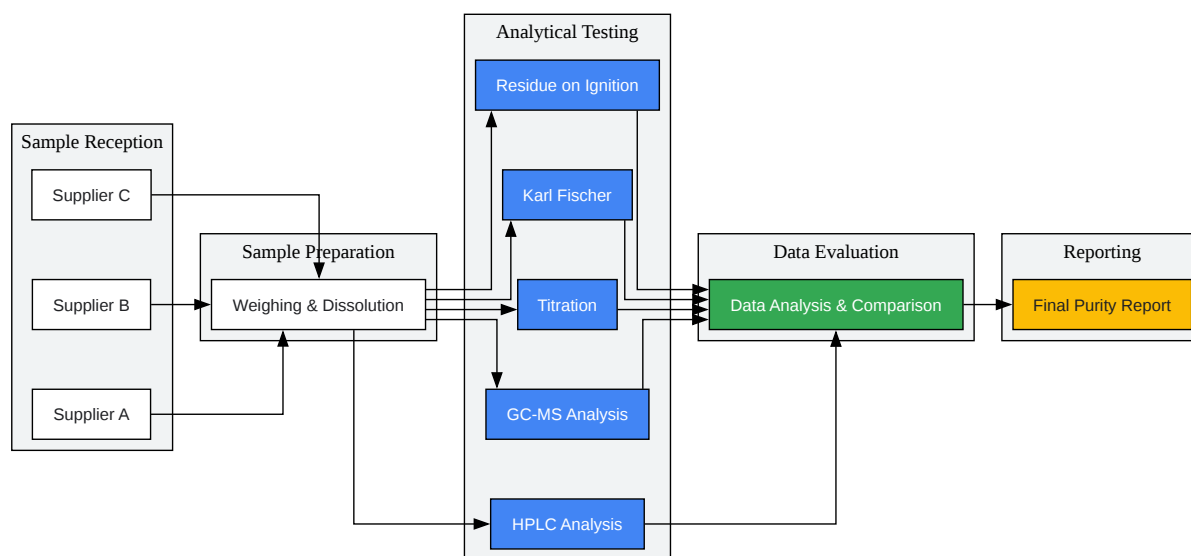 Sample Reception
Supplier C
Supplier B
Supplier A
Sample Preparation
Weighing & Dissolution
Analytical Testing
Residue on Ignition
Karl Fischer
Titration
GC-MS Analysis
HPLC Analysis
Data Evaluation
Data Analysis & Comparison
Reporting
Final Purity Report